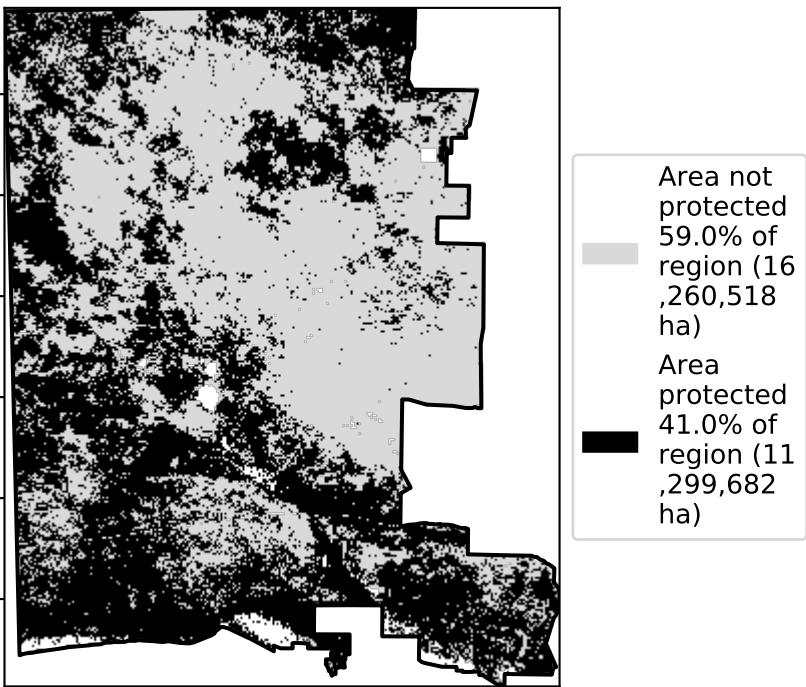 Area not
protected
59.0% of
region (16
,260,518
ha)
Area
protected
41.0% of
region (11
,299,682
ha)